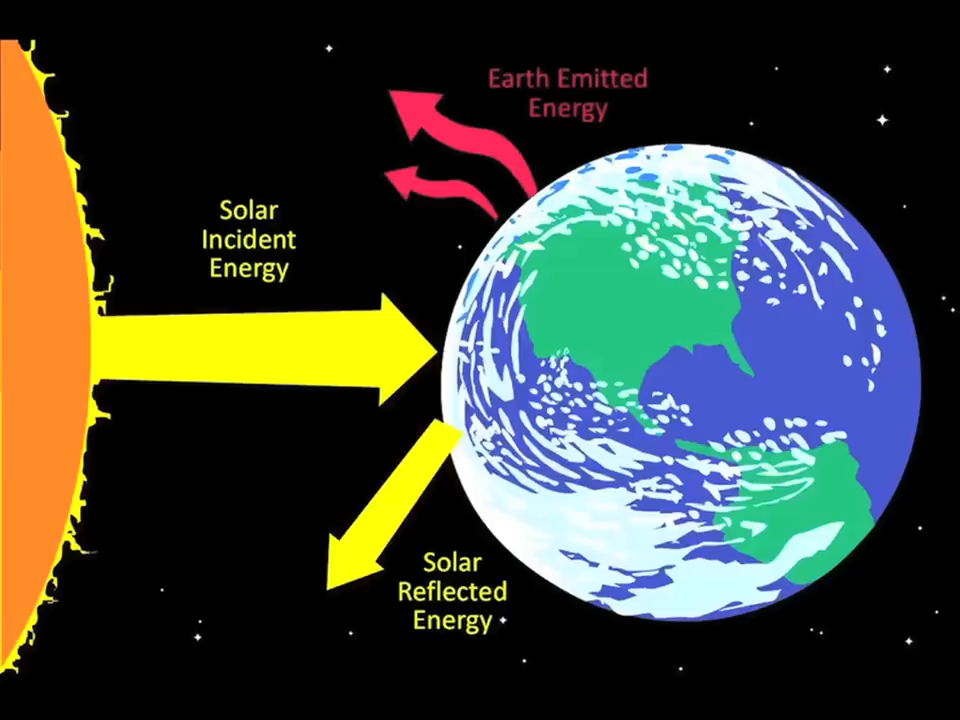 Earth Emitted
Energy
Solar
Incident
Energy
Solar
Reflected
Energy